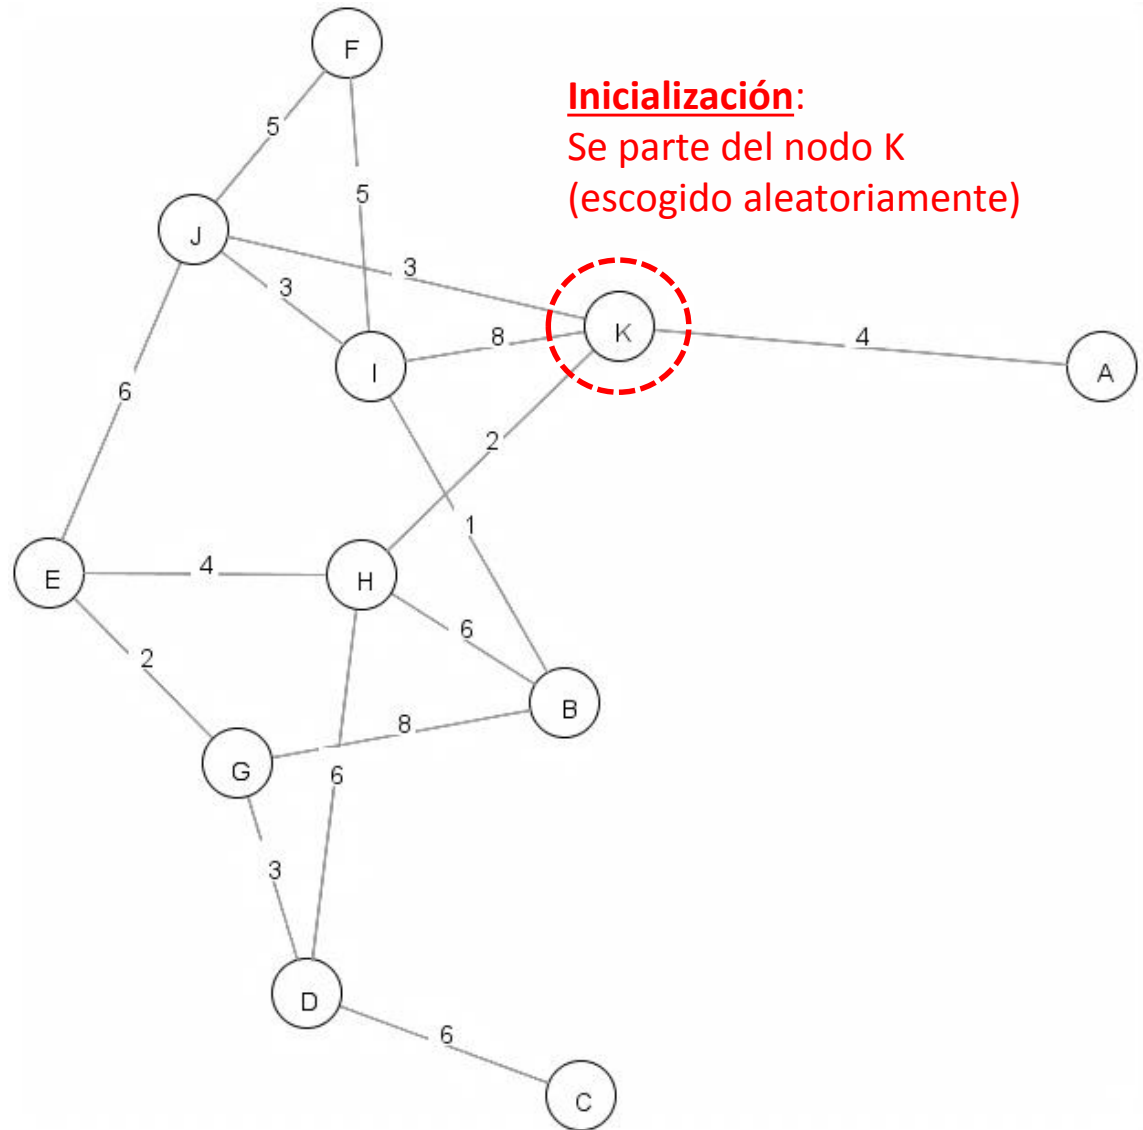 F
Inicialización:
Se parte del nodo K
(escogido aleatoriamente)
5
5
J
3
3
8
K
4
I
A
6
2
1
E
4
H
6
2
B
8
G
6
3
D
6
C